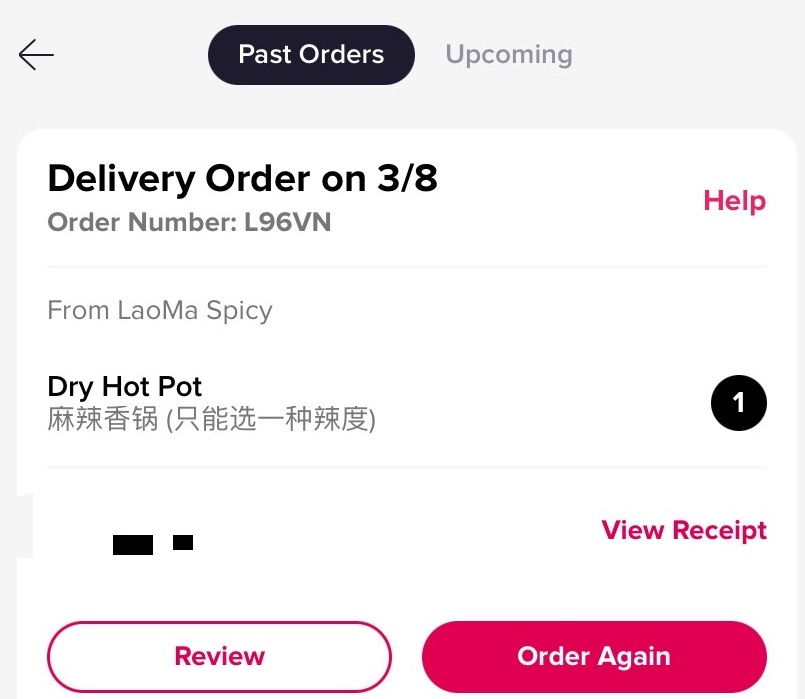 Past Orders
Upcoming
Delivery Order on 3/8
Order Number: L96VN
Help
From LaoMa Spicy
Dry Hot Pot
麻辣香锅 (只能选一种辣度)
1
View Receipt
Review
Order Again